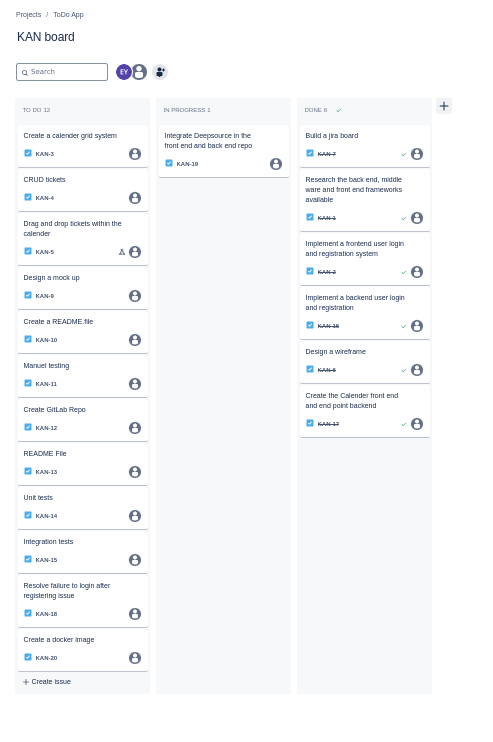 Projects / ToDo App
KAN board
Search
EY
TO DO 12
Create a calender grid system
KAN-3
CRUD tickets
KAN-4
Drag and drop tickets within the
calender
KAN-5
Design a mock up
KAN-9
Create a README.file
KAN-10
Manuel testing
KAN-11
Create GitLab Repo
KAN-12
README File
KAN-13
Unit tests
KAN-14
Integration tests
KAN-15
Resolve failure to login after
registering issue
KAN-18
Create a docker image
KAN-20
+ Create issue
IN PROGRESS 1
Integrate Deepsource in the
front end and back end repo
KAN-19
DONE 6
Build a jira board
KAN-7
Research the back end, middle
ware and front end frameworks
available
KAN-1
Implement a frontend user login
and registration system
KAN-2
Implement a backend user login
and registration
KAN-16
Design a wireframe
KAN-6
Create the Calender front end
and end point backend
KAN-17